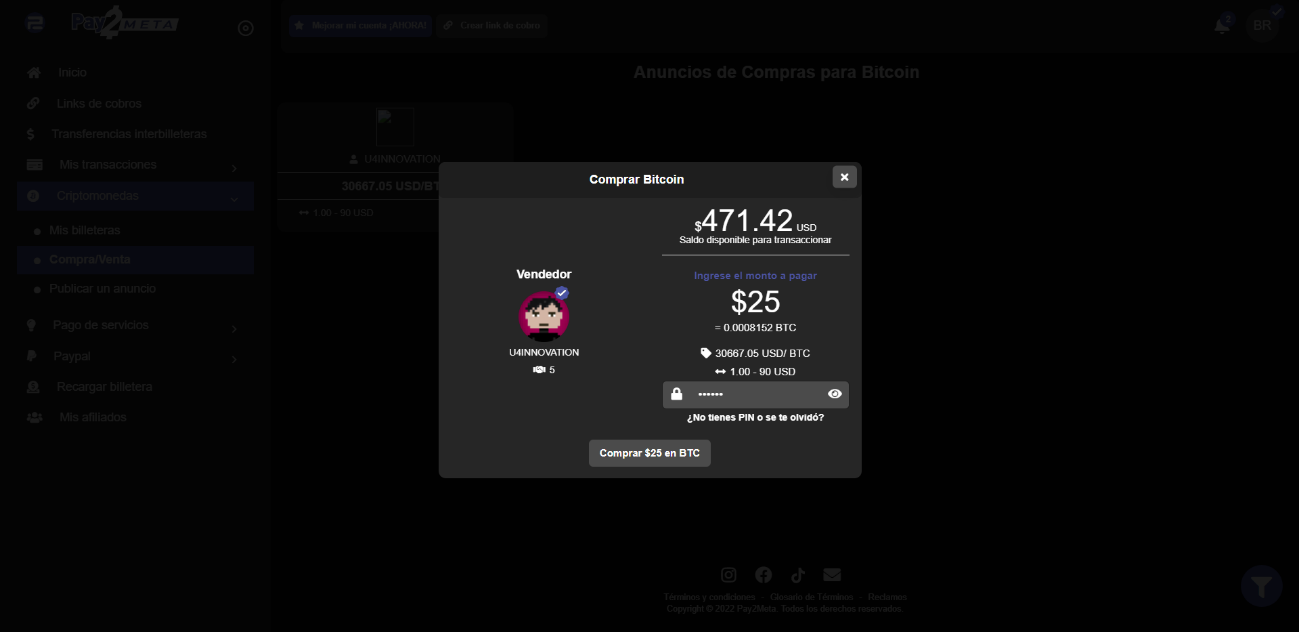 Pay2META
Mejorar mi cuenta ¡AHORA!
Crear link de cobro
2
BR
Inicio
Links de cobros
Transferencias interbilleteras
Mis transacciones
Criptomonedas
Mis billeteras
Compra/Venta
Publicar un anuncio
Pago de servicios
Paypal
Recargar billetera
Mis afiliados
Anuncios de Compras para Bitcoin
U4INNOVATION
30667.05 USD/BT
1.00 - 90 USD
Comprar Bitcoin
$471.42 USD
Saldo disponible para transaccionar
Vendedor
U4INNOVATION
5
Ingrese el monto a pagar
$25
= 0.0008152 BTC
30667.05 USD/ BTC
1.00 - 90 USD
••••••
¿No tienes PIN o se te olvidó?
Comprar $25 en BTC
Términos y condiciones - Glosario de Términos - Reclamos
Copyright © 2022 Pay2Meta. Todos los derechos reservados.